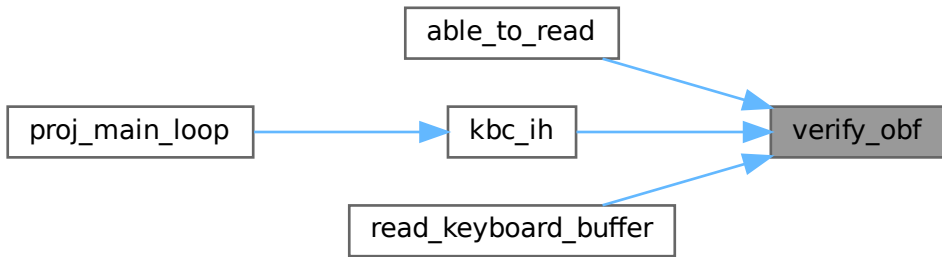 able_to_read
proj_main_loop
kbc_ih
verify_obf
read_keyboard_buffer